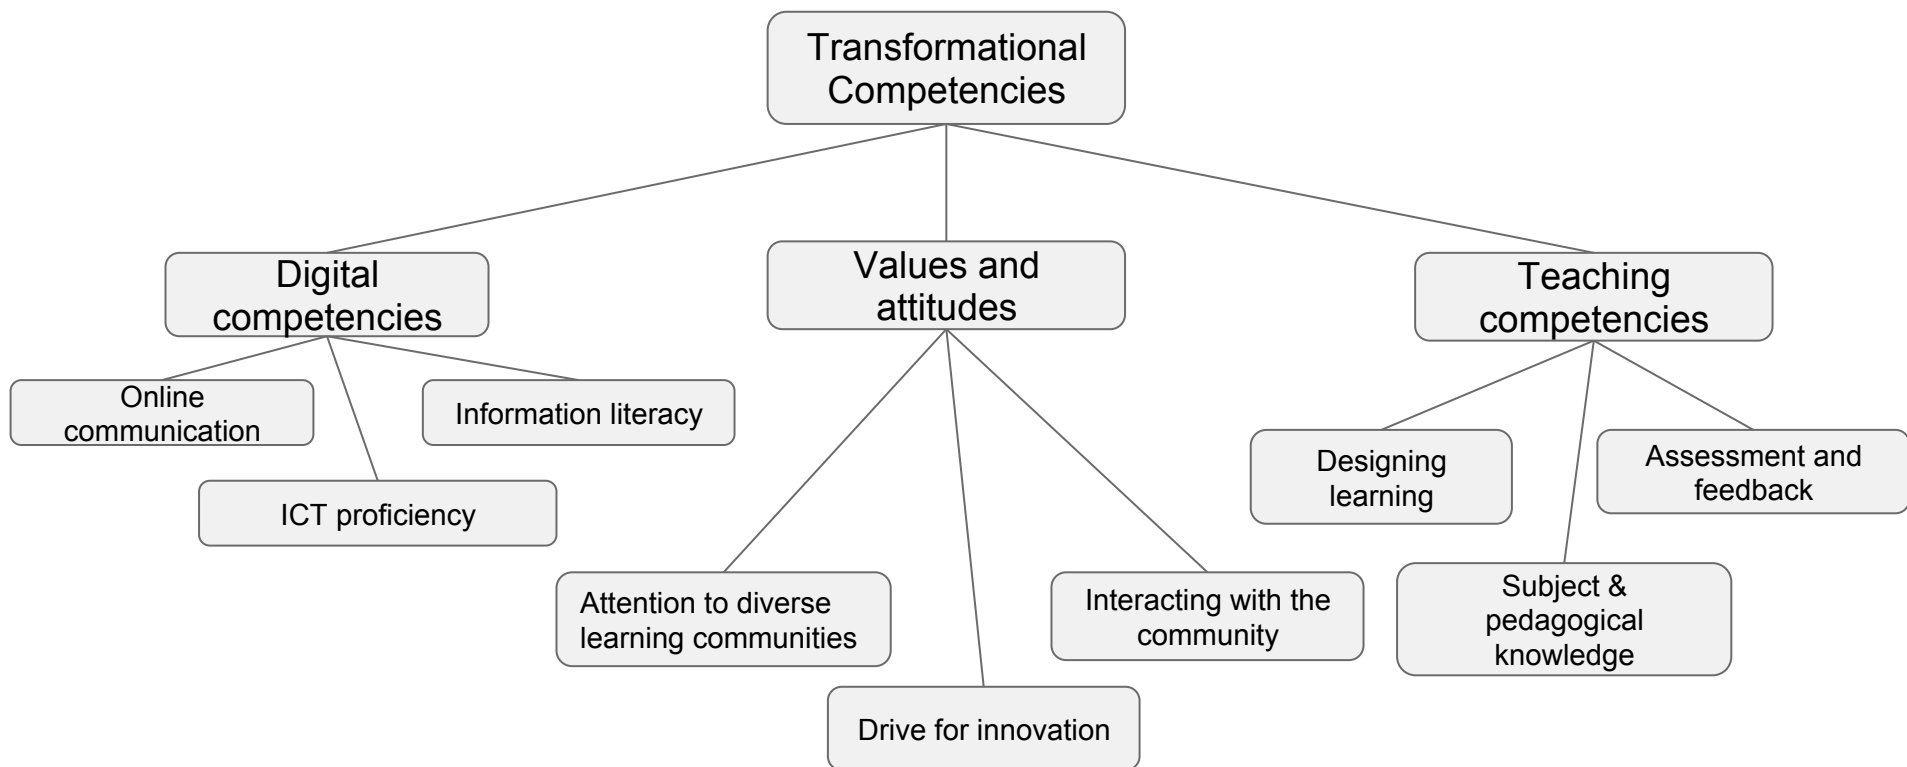 Transformational
Competencies
Digital
competencies
Values and
attitudes
Teaching
competencies
Online
communication
Information literacy
ICT proficiency
Attention to diverse
learning communities
Drive for innovation
Interacting with the
community
Designing
learning
Assessment and
feedback
Subject &
pedagogical
knowledge